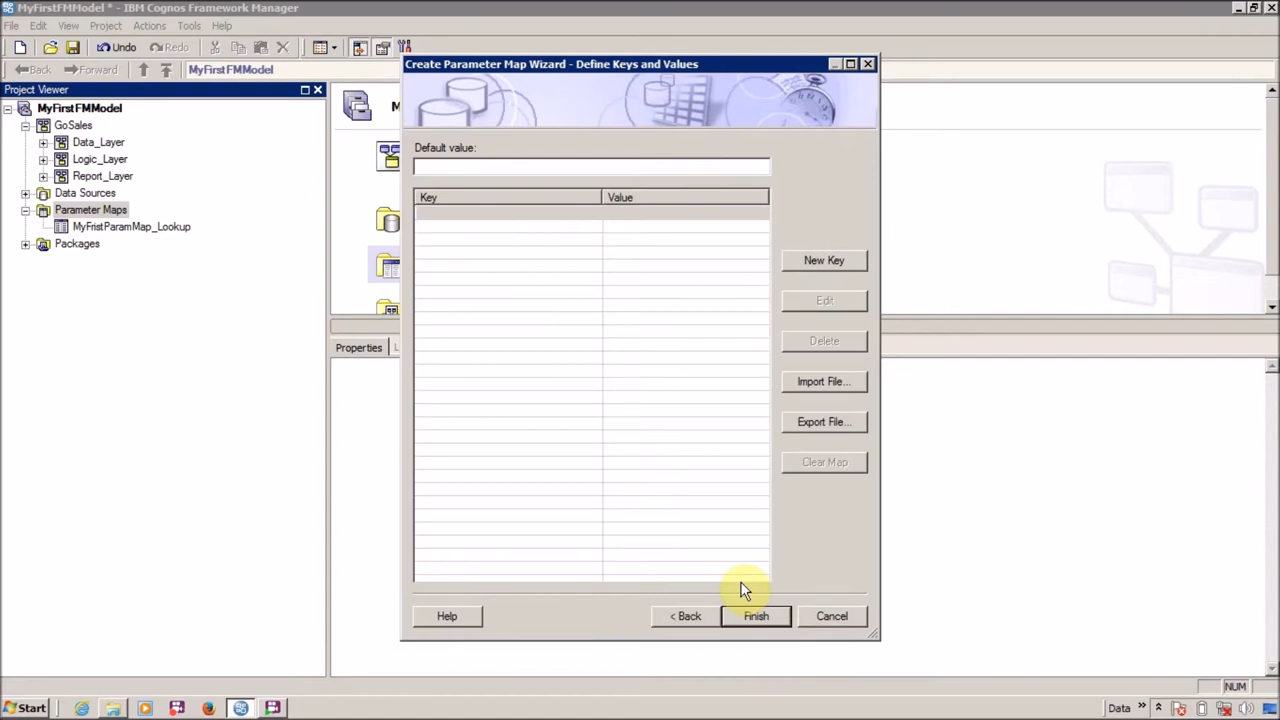 MyFirstFMModel * - IBM Cognos Framework Manager
File Edit View Project Actions Tools Help
Undo Redo
Back Forward MyFirstFMModel
Project Viewer
MyFirstFMModel
GoSales
Data_Layer
Logic_Layer
Report_Layer
Data Sources
Parameter Maps
MyFristParamMap_Lookup
Packages
M
Properties
Create Parameter Map Wizard - Define Keys and Values
Default value:
Key Value
New Key
Edit
Delete
Import File...
Export File...
Clear Map
Help < Back Finish Cancel
NUM
Start Data »